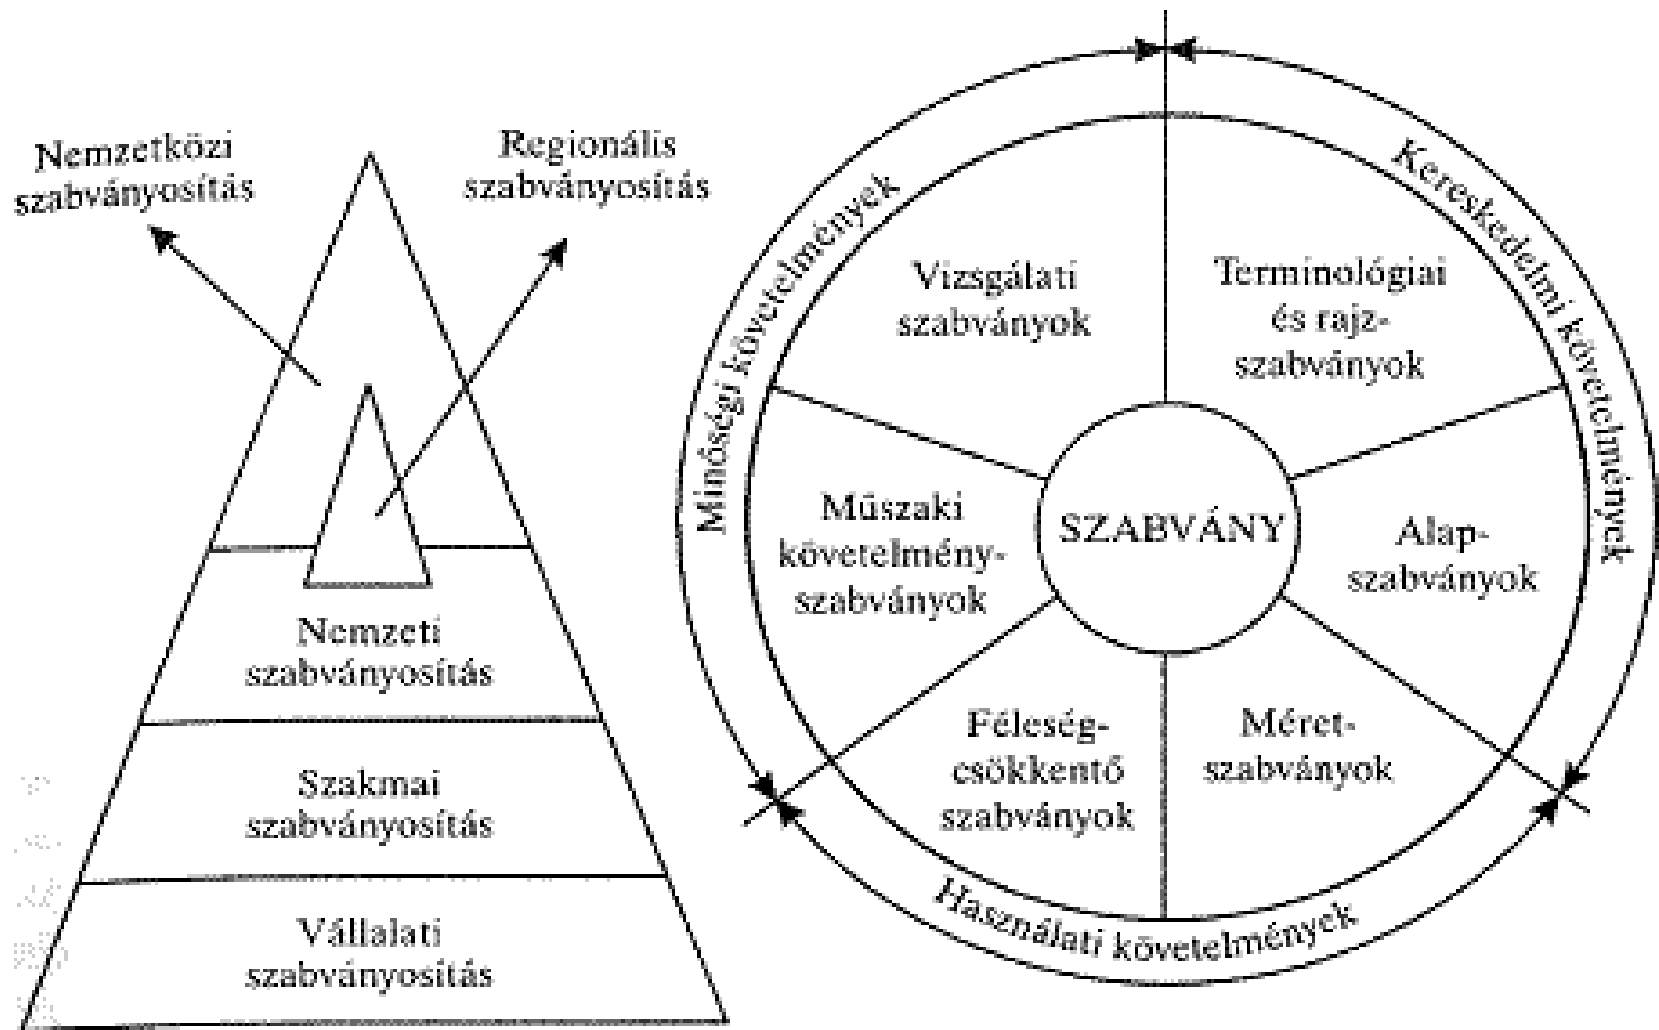 Nemzetközi
szabványosítás
Regionális
szabványosítás
Nemzeti
szabványosítás
Szakmai
szabványosítás
Vállalati
szabványosítás
Minőségi követelmények
Kereskedelmi követelmények
Használati követelmények
Vizsgálati
szabványok
Terminológiai
és rajz-
szabványok
Műszaki
követelmény-
szabványok
SZABVÁNY
Alap-
szabványok
Féleség-
csökkentő
szabványok
Méret-
szabványok